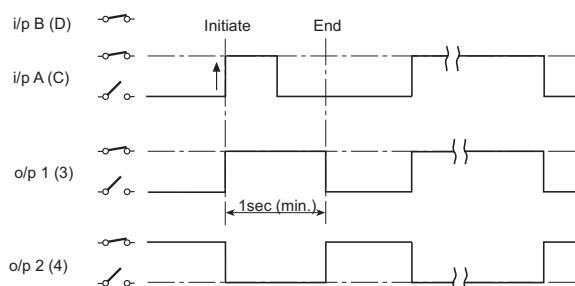 i/p B (D)
Initiate End
i/p A (C)
o/p 1 (3)
1sec (min.)
o/p 2 (4)